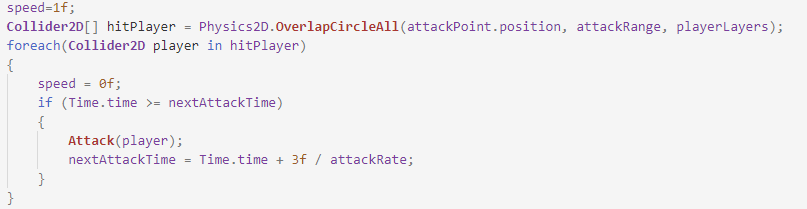 speed=1f;
Collider2D[] hitPlayer = Physics2D.OverlapCircleAll(attackPoint.position, attackRange, playerLayers);
foreach(Collider2D player in hitPlayer)
{
speed = 0f;
if (Time.time >= nextAttackTime)
{
Attack(player);
nextAttackTime = Time.time + 3f / attackRate;
}
}